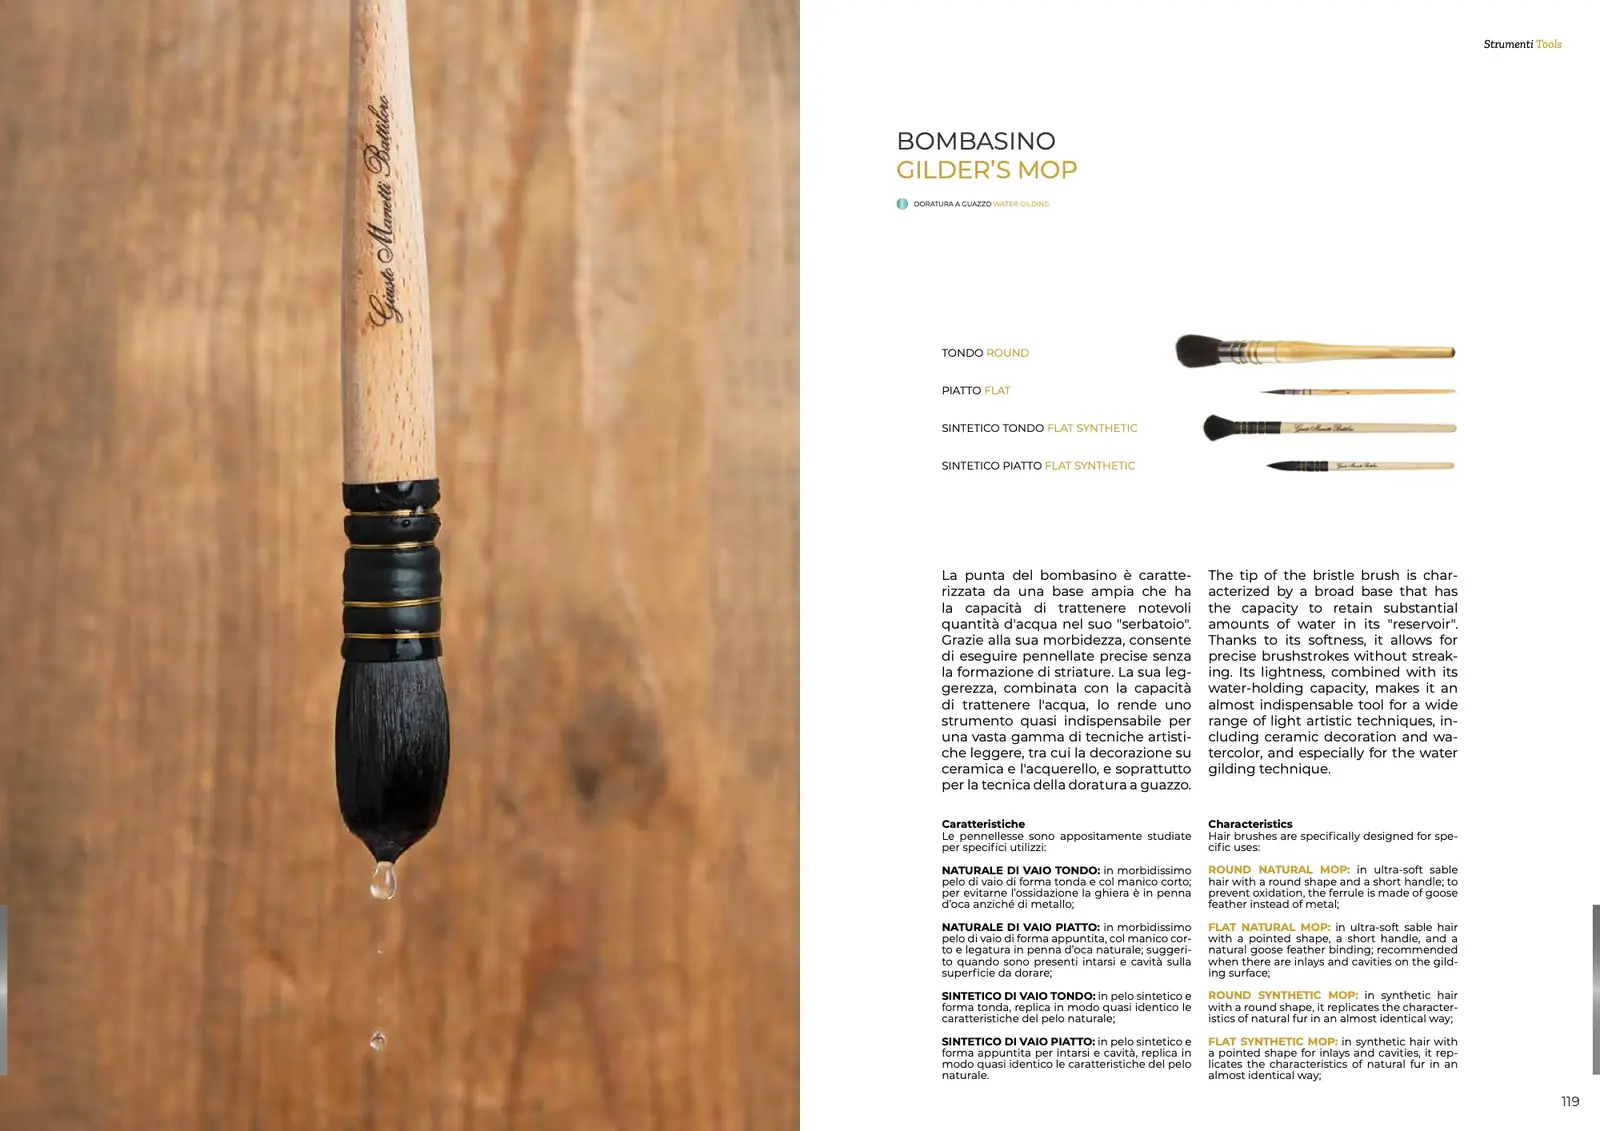 Giusto Manetti Battiloro
Strumenti Tools
BOMBASINO
GILDER'S MOP
DORATURA A GUAZZO WATER GILDING
TONDO ROUND
PIATTO FLAT
SINTETICO TONDO FLAT SYNTHETIC
Giusto Manetti Battiloro
SINTETICO PIATTO FLAT SYNTHETIC
Giusto Manetti Battiloro
La punta del bombasino è caratte-
rizzata da una base ampia che ha
la capacità di trattenere notevoli
quantità d'acqua nel suo "serbatoio".
Grazie alla sua morbidezza, consente
di eseguire pennellate precise senza
la formazione di striature. La sua leg-
gerezza, combinata con la capacità
di trattenere l'acqua, lo rende uno
strumento quasi indispensabile per
una vasta gamma di tecniche artisti-
che leggere, tra cui la decorazione su
ceramica e l'acquerello, e soprattutto
per la tecnica della doratura a guazzo.
The tip of the bristle brush is char-
acterized by a broad base that has
the capacity to retain substantial
amounts of water in its "reservoir".
Thanks to its softness, it allows for
precise brushstrokes without streak-
ing. Its lightness, combined with its
water-holding capacity, makes it an
almost indispensable tool for a wide
range of light artistic techniques, in-
cluding ceramic decoration and wa-
tercolor, and especially for the water
gilding technique.
Caratteristiche
Le pennellesse sono appositamente studiate
per specifici utilizzi:
NATURALE DI VAIO TONDO: in morbidissimo
pelo di vaio di forma tonda e col manico corto;
per evitarne l'ossidazione la ghiera è in penna
d'oca anziché di metallo;
NATURALE DI VAIO PIATTO: in morbidissimo
pelo di vaio di forma appuntita, col manico cor-
to e legatura in penna d'oca naturale; suggeri-
to quando sono presenti intarsi e cavità sulla
superficie da dorare;
SINTETICO DI VAIO TONDO: in pelo sintetico e
forma tonda, replica in modo quasi identico le
caratteristiche del pelo naturale;
SINTETICO DI VAIO PIATTO: in pelo sintetico e
forma appuntita per intarsi e cavità, replica in
modo quasi identico le caratteristiche del pelo
naturale.
Characteristics
Hair brushes are specifically designed for spe-
cific uses:
ROUND NATURAL MOP: in ultra-soft sable
hair with a round shape and a short handle; to
prevent oxidation, the ferrule is made of goose
feather instead of metal;
FLAT NATURAL MOP: in ultra-soft sable hair
with a pointed shape, a short handle, and a
natural goose feather binding; recommended
when there are inlays and cavities on the gild-
ing surface;
ROUND SYNTHETIC MOP: in synthetic hair
with a round shape, it replicates the character-
istics of natural fur in an almost identical way;
FLAT SYNTHETIC MOP: in synthetic hair with
a pointed shape for inlays and cavities, it rep-
licates the characteristics of natural fur in an
almost identical way;
119